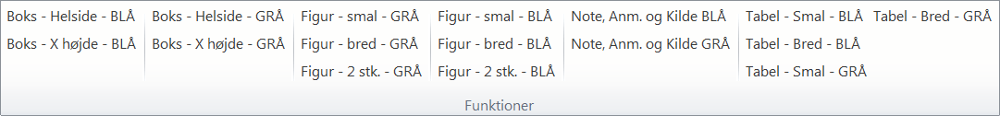 Boks - Helside - BLÅ
Boks - X højde - BLÅ
Boks - Helside - GRÅ
Boks - X højde - GRÅ
Figur - smal - GRÅ
Figur - bred - GRÅ
Figur - 2 stk. - GRÅ
Figur - smal - BLÅ
Figur - bred - BLÅ
Figur - 2 stk. - BLÅ
Note, Anm. og Kilde BLÅ
Note, Anm. og Kilde GRÅ
Tabel - Smal - BLÅ
Tabel - Bred - BLÅ
Tabel - Smal - GRÅ
Tabel - Bred - GRÅ
Funktioner